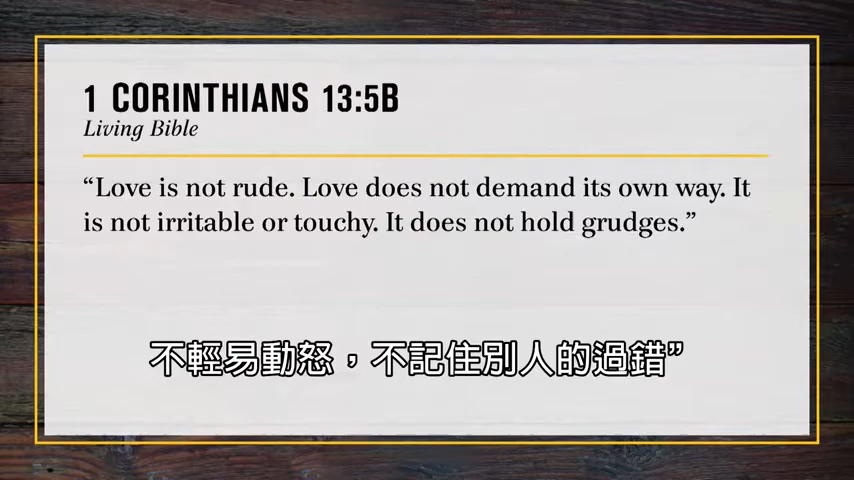 1 CORINTHIANS 13:5B
Living Bible
“Love is not rude. Love does not demand its own way. It
is not irritable or touchy. It does not hold grudges.”
不輕易動怒，不記住別人的過錯”